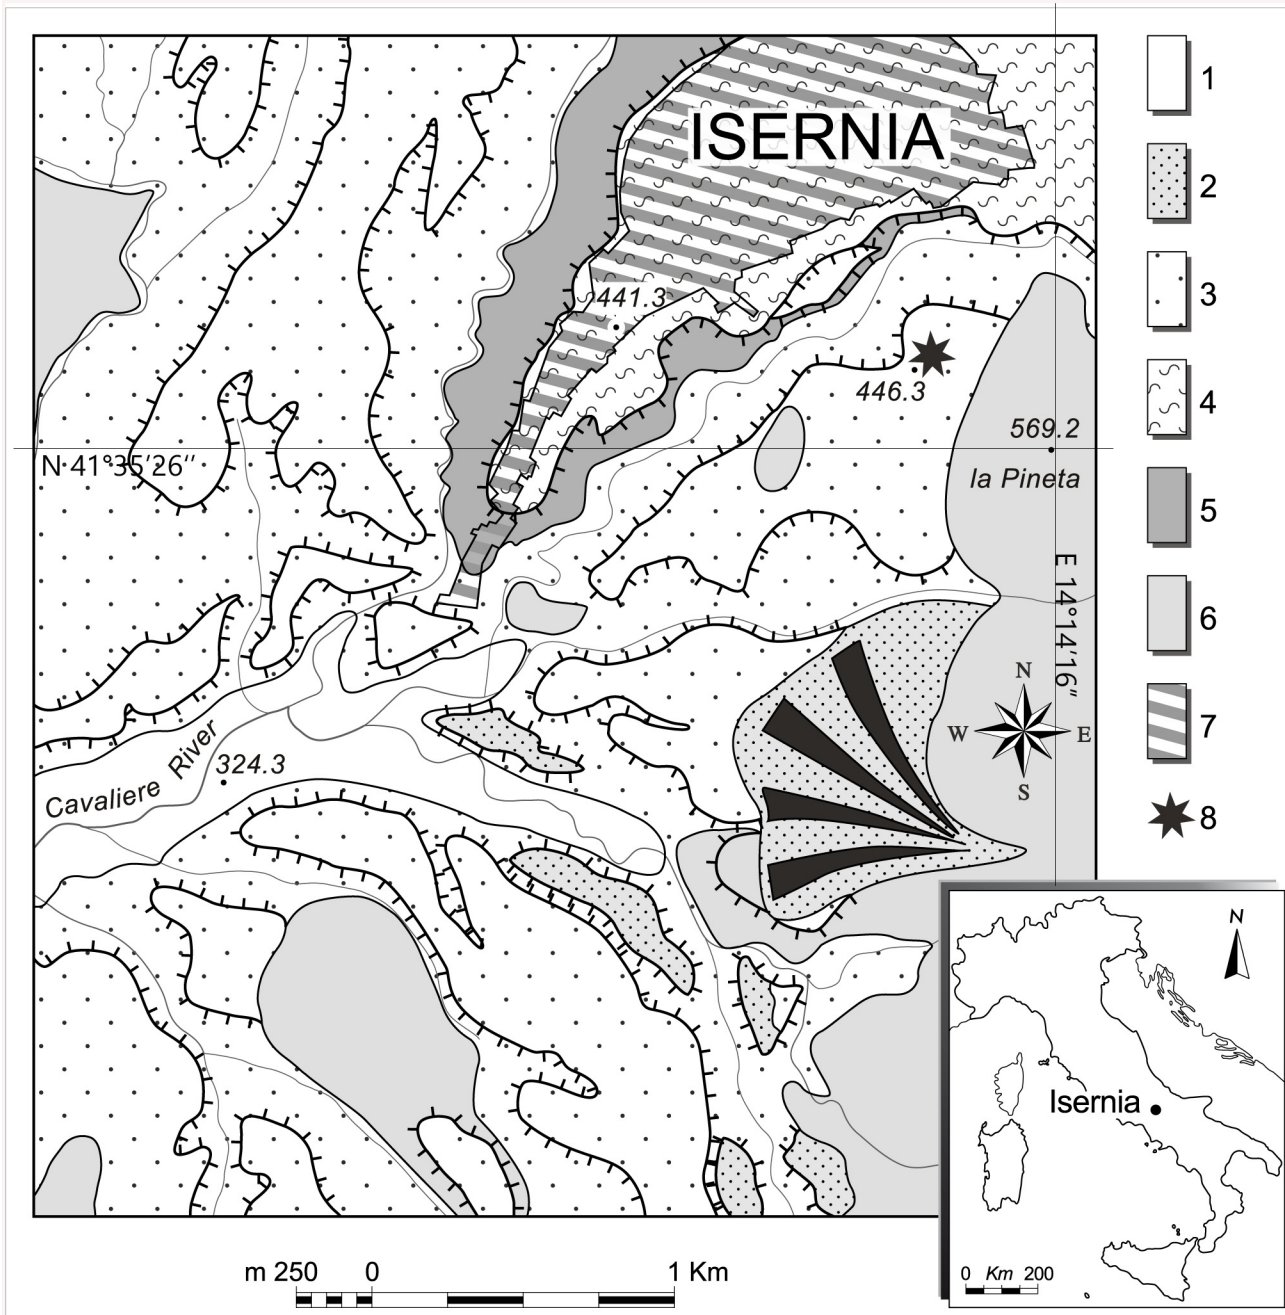 ISERNIA
441.3
446.3
569.2
la Pineta
N 41°35′26″
E 14°14′16″
Cavaliere River
324.3
N
W
E
S
1
2
3
4
5
6
7
8
N
Isernia
0 Km 200
m 250 0 1 Km